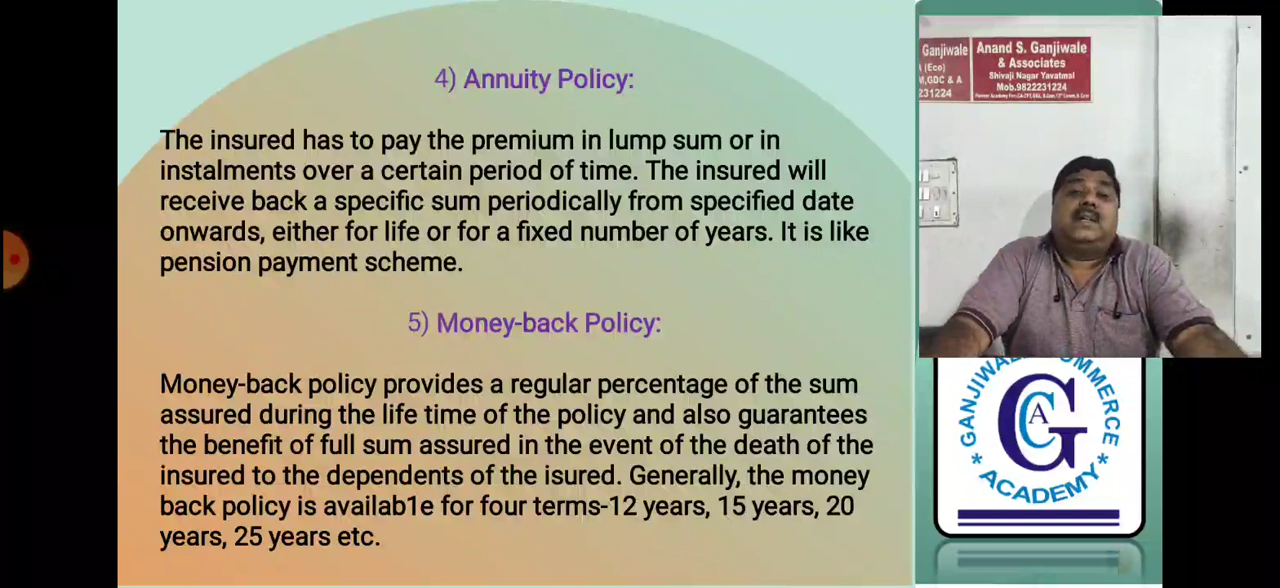 4) Annuity Policy:
The insured has to pay the premium in lump sum or in
instalments over a certain period of time. The insured will
receive back a specific sum periodically from specified date
onwards, either for life or for a fixed number of years. It is like
pension payment scheme.
5) Money-back Policy:
Money-back policy provides a regular percentage of the sum
assured during the life time of the policy and also guarantees
the benefit of full sum assured in the event of the death of the
insured to the dependents of the isured. Generally, the money
back policy is availab1e for four terms-12 years, 15 years, 20
years, 25 years etc.
Ganjiwale
(Eco)
M,GDC & A
231224
Anand S. Ganjiwale
& Associates
Shivaji Nagar Yavatmal
Mob.9822231224
ACADEMY